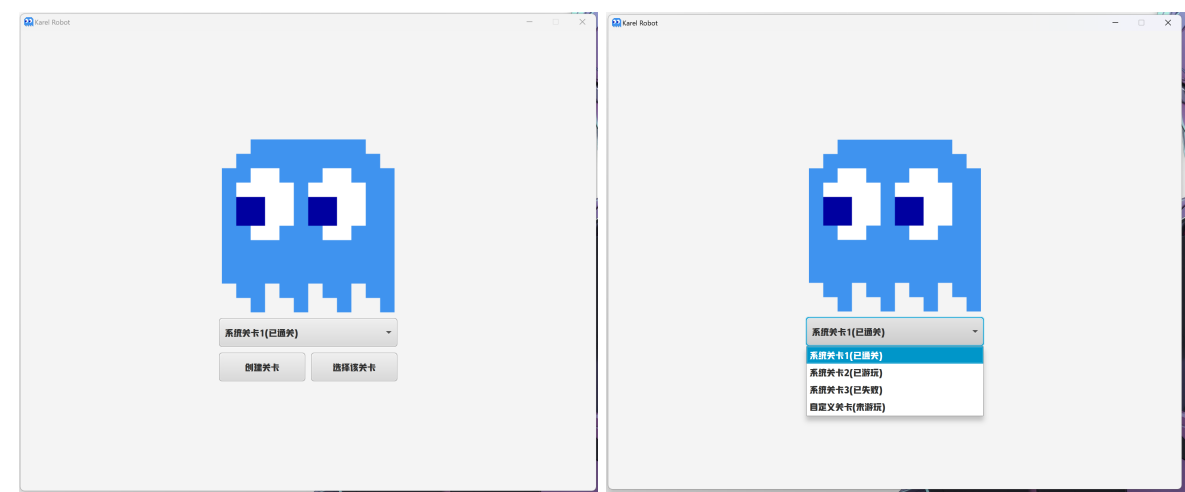 Karel Robot
系统关卡1(已通关)
创建关卡
选择该关卡
Karel Robot
系统关卡1(已通关)
系统关卡1(已通关)
系统关卡2(已游玩)
系统关卡3(已失败)
自定义关卡(未游玩)